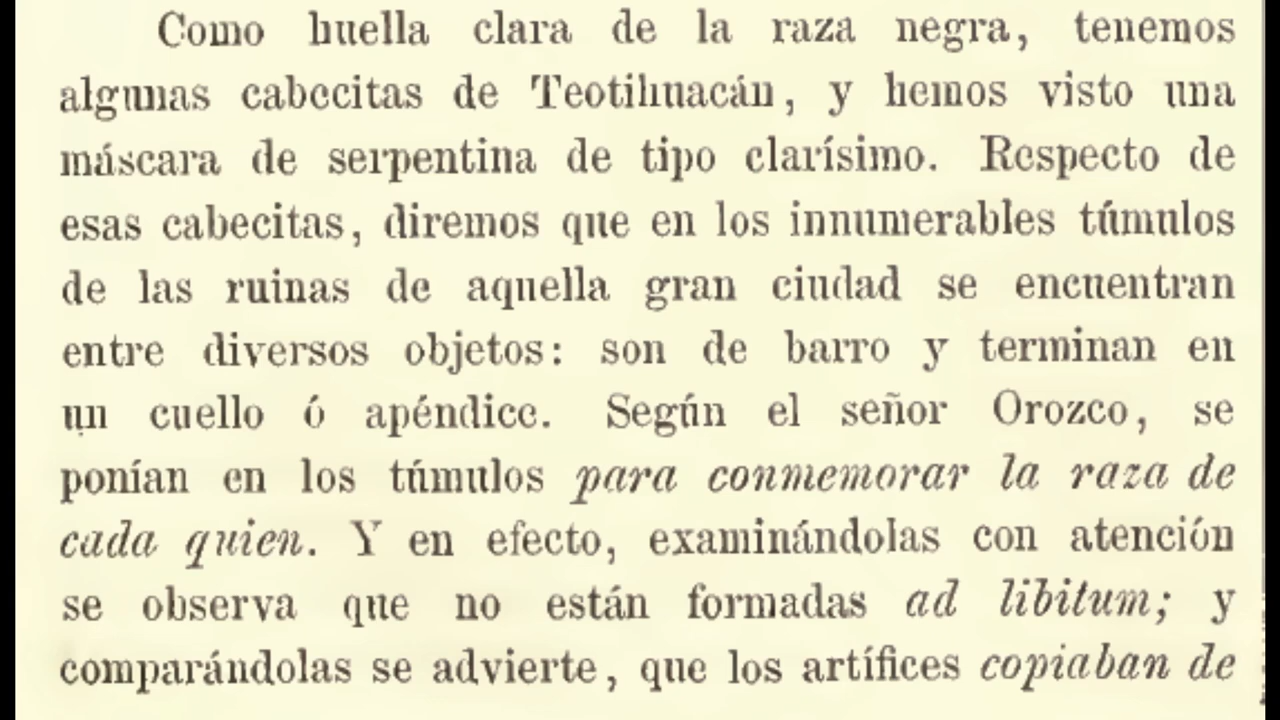 Como huella clara de la raza negra, tenemos
algunas cabecitas de Teotihuacán, y hemos visto una
máscara de serpentina de tipo clarísimo. Respecto de
esas cabecitas, diremos que en los innumerables túmulos
de las ruinas de aquella gran ciudad se encuentran
entre diversos objetos: son de barro y terminan en
un cuello ó apéndice. Según el señor Orozco, se
ponían en los túmulos para conmemorar la raza de
cada quien. Y en efecto, examinándolas con atención
se observa que no están formadas ad libitum; y
comparándolas se advierte, que los artífices copiaban de